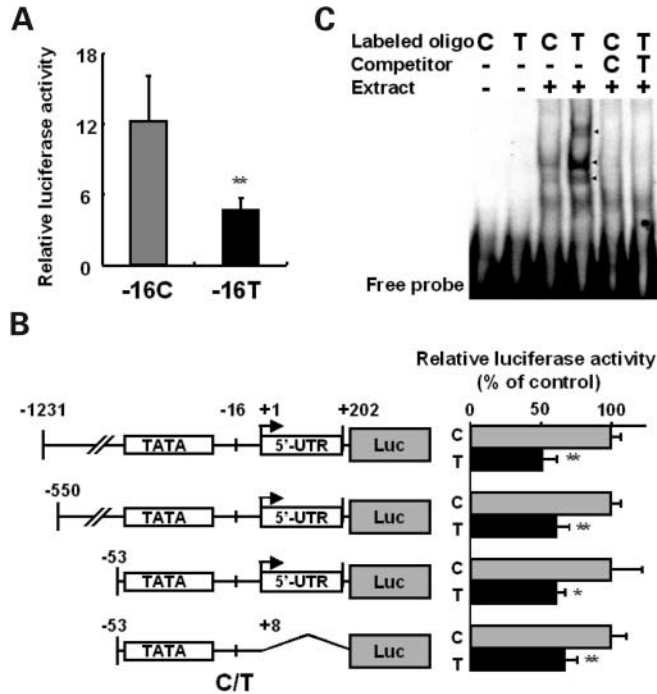 A
Relative luciferase activity
18
12
6
0
**
-16C
-16T
C
Labeled oligo C T C T C T
Competitor - - - - C T
Extract - - + + + +
Free probe
B
Relative luciferase activity
(% of control)
0 50 100
-1231 -16 +1 +202
TATA 5'-UTR Luc
C
T **
-550
TATA 5'-UTR Luc
C
T **
-53
TATA 5'-UTR Luc
C
T *
-53 +8
TATA Luc
C
T **
C/T